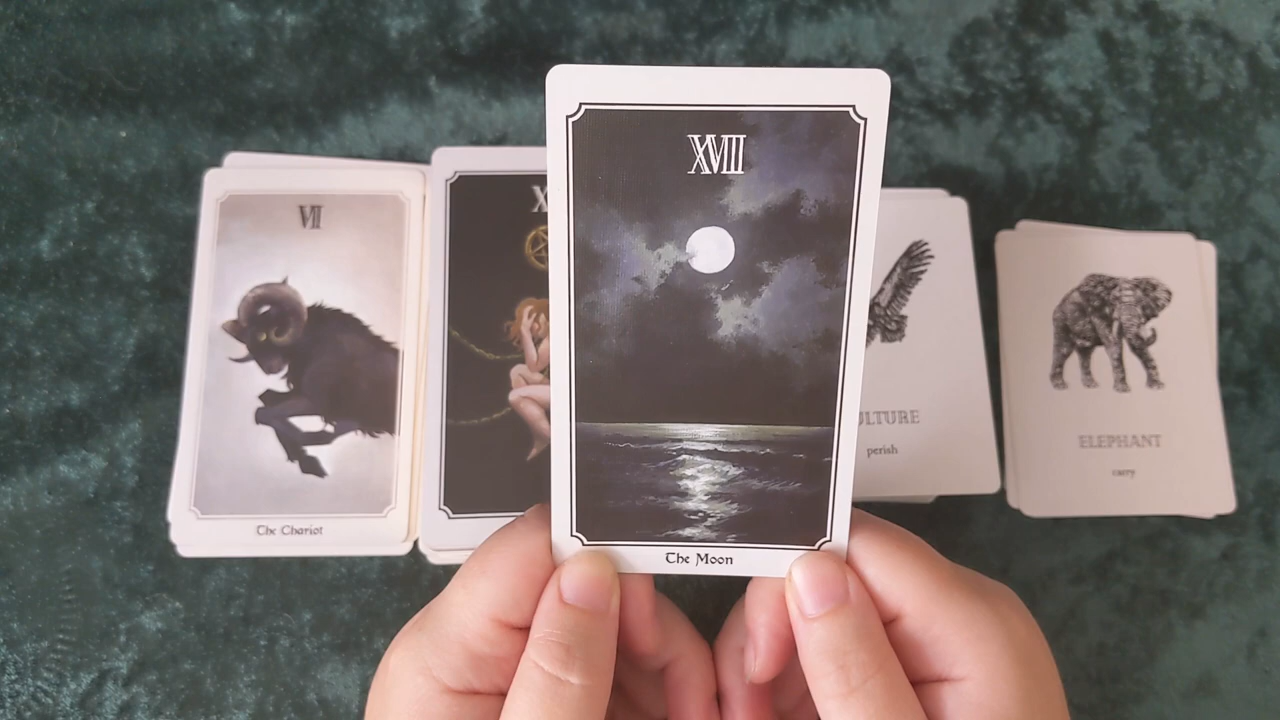 VII
The Chariot
X
XVIII
The Moon
ULTURE
perish
ELEPHANT
carry